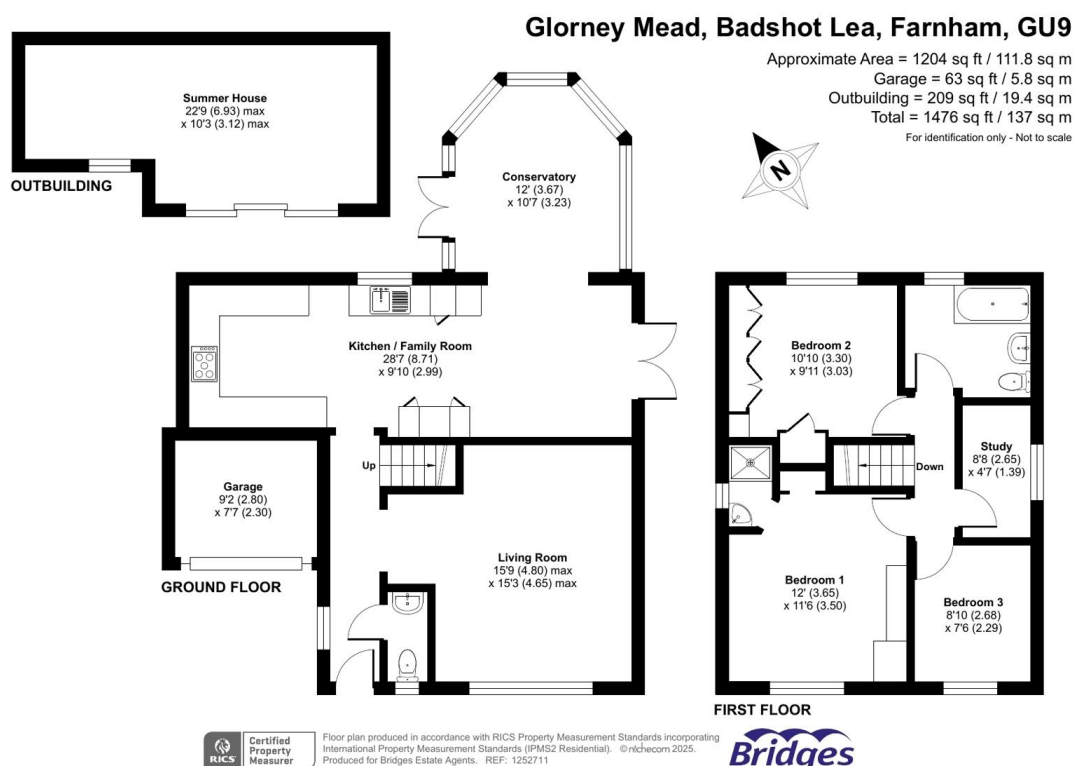 Glorney Mead, Badshot Lea, Farnham, GU9
Approximate Area = 1204 sq ft / 111.8 sq m
Garage = 63 sq ft / 5.8 sq m
Outbuilding = 209 sq ft / 19.4 sq m
Total = 1476 sq ft / 137 sq m
For identification only - Not to scale
N
Summer House
22'9 (6.93) max
x 10'3 (3.12) max
OUTBUILDING
Conservatory
12' (3.67)
x 10'7 (3.23)
Kitchen / Family Room
28'7 (8.71)
x 9'10 (2.99)
Up
Garage
9'2 (2.80)
x 7'7 (2.30)
GROUND FLOOR
Living Room
15'9 (4.80) max
x 15'3 (4.65) max
Bedroom 2
10'10 (3.30)
x 9'11 (3.03)
Study
8'8 (2.65)
x 4'7 (1.39)
Down
Bedroom 1
12' (3.65)
x 11'6 (3.50)
Bedroom 3
8'10 (2.68)
x 7'6 (2.29)
FIRST FLOOR
RICS
Certified
Property
Measurer
Floor plan produced in accordance with RICS Property Measurement Standards incorporating
International Property Measurement Standards (IPMS2 Residential). © nichecom 2025.
Produced for Bridges Estate Agents. REF: 1252711
Bridges